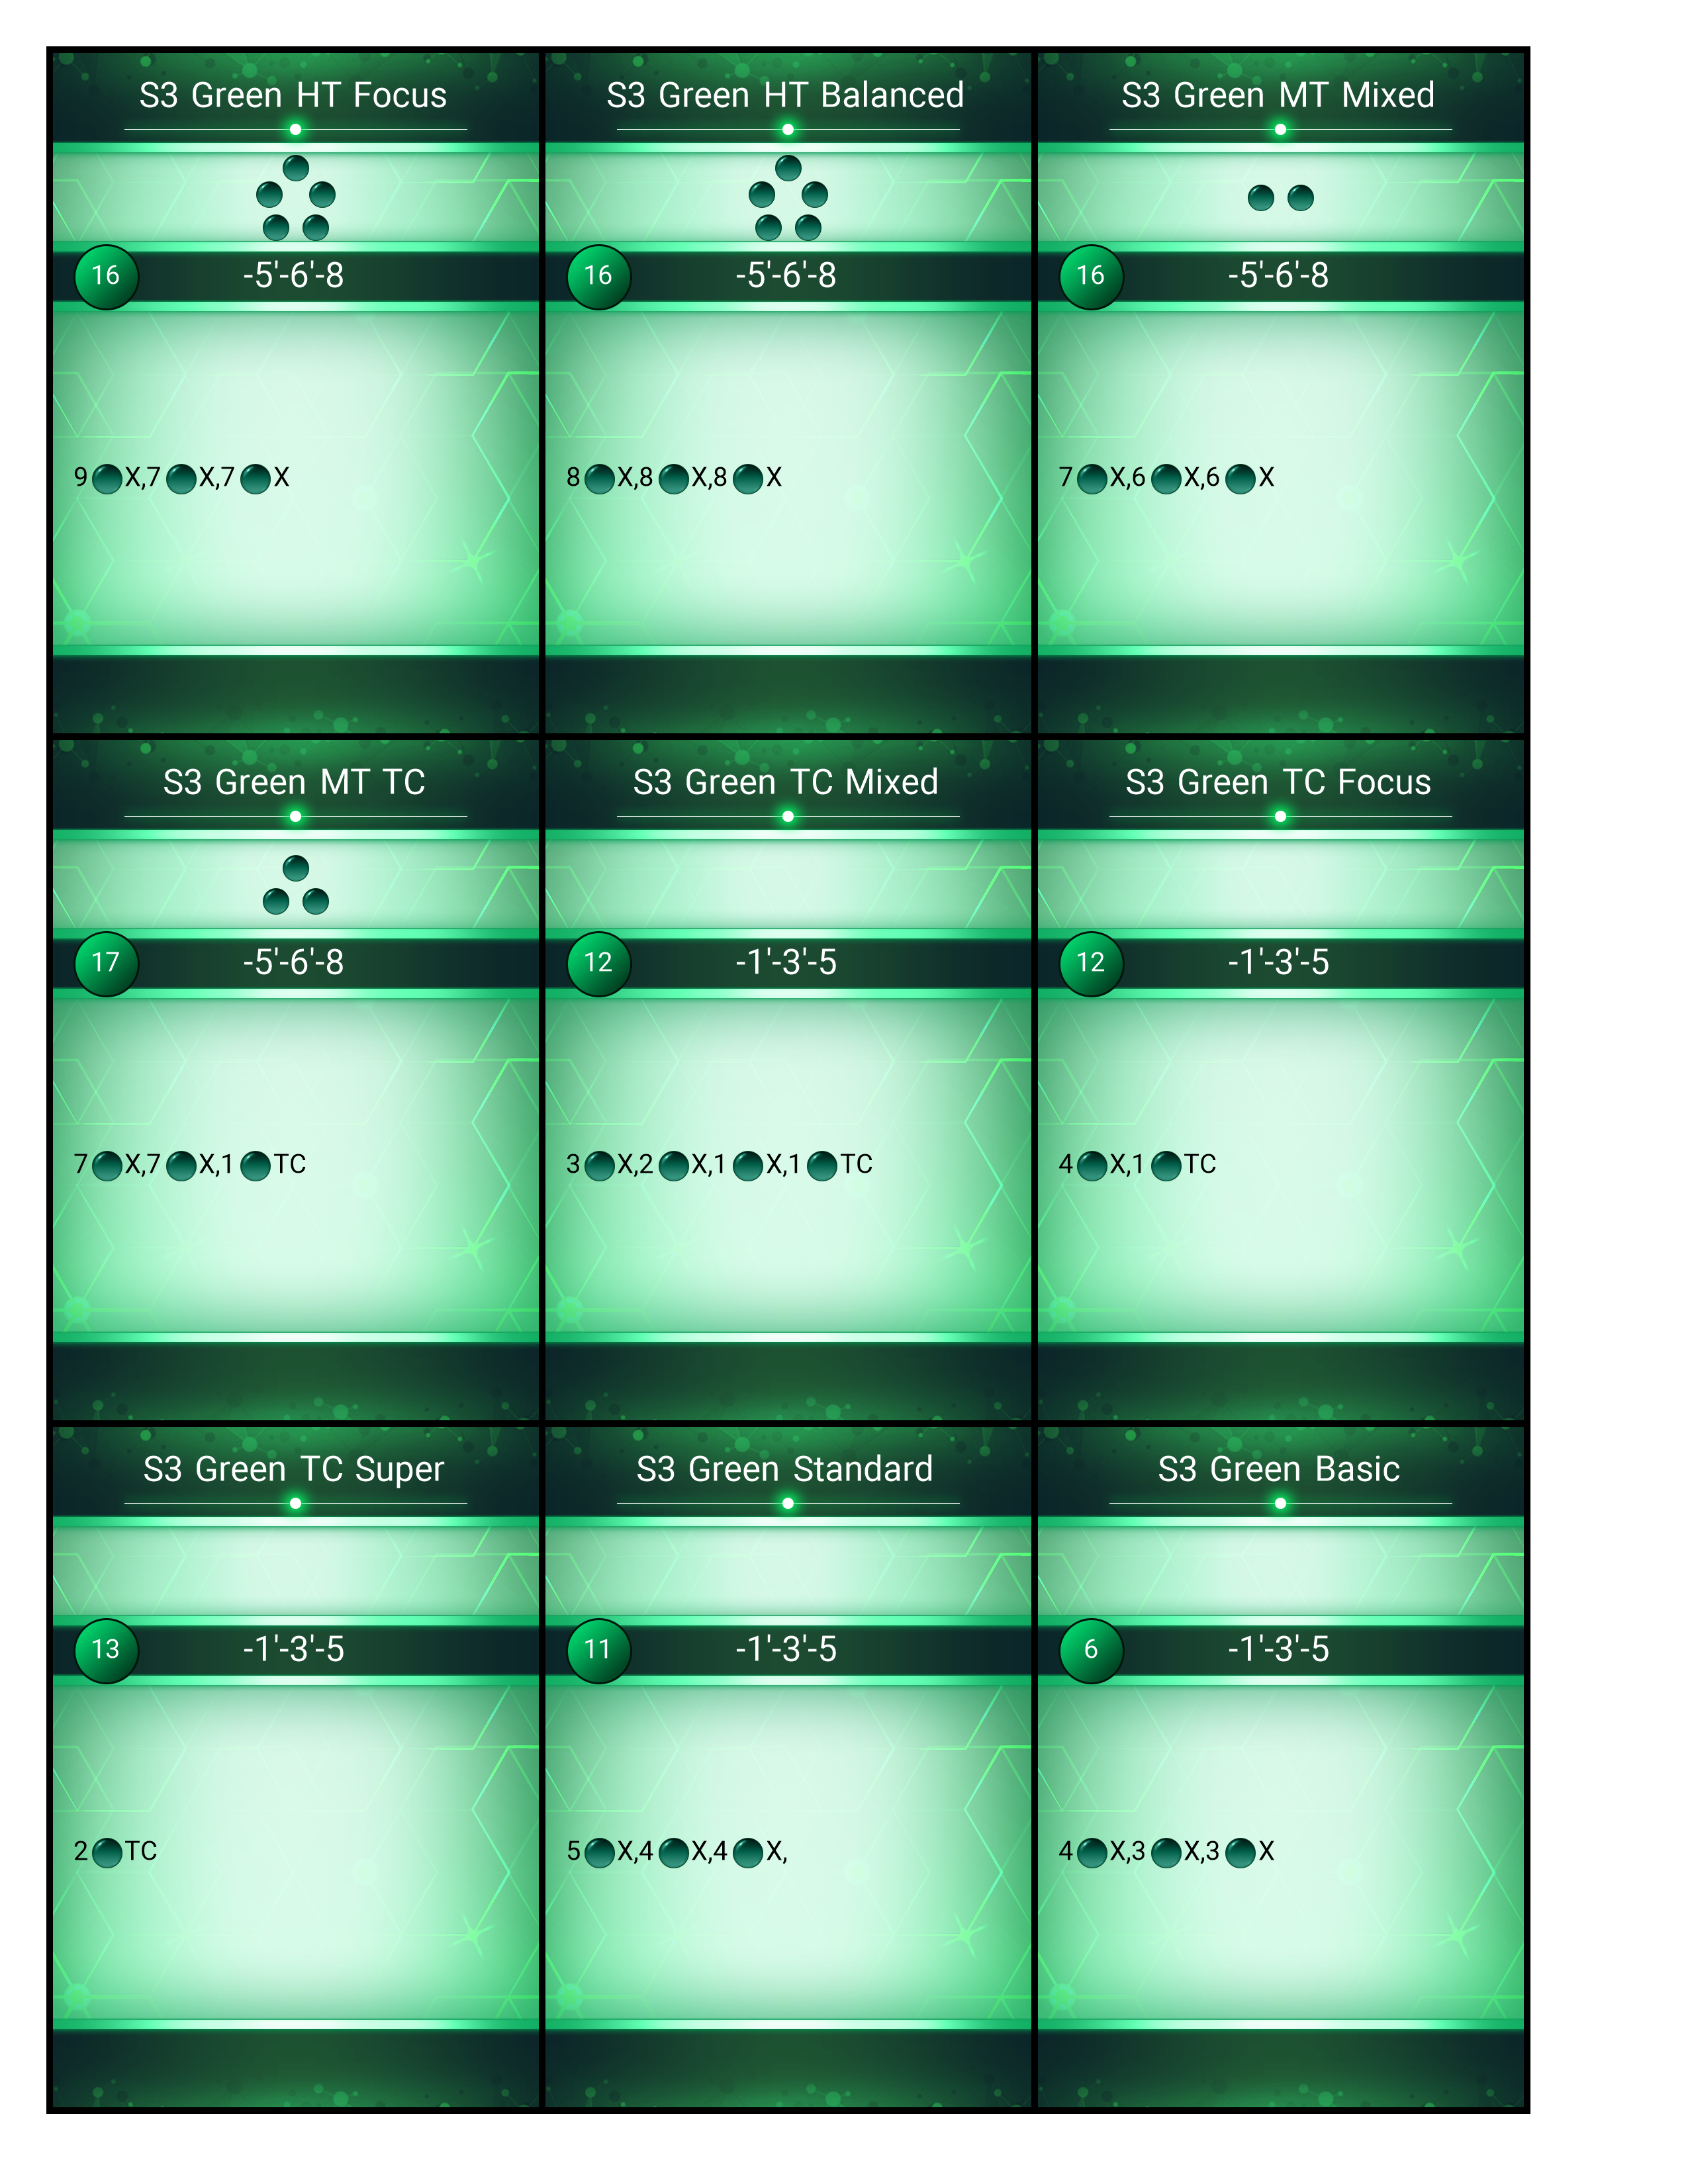 S3 Green HT Focus
16 -5'-6'-8
9 X,7 X,7 X
S3 Green HT Balanced
16 -5'-6'-8
8 X,8 X,8 X
S3 Green MT Mixed
16 -5'-6'-8
7 X,6 X,6 X
S3 Green MT TC
17 -5'-6'-8
7 X,7 X,1 TC
S3 Green TC Mixed
12 -1'-3'-5
3 X,2 X,1 X,1 TC
S3 Green TC Focus
12 -1'-3'-5
4 X,1 TC
S3 Green TC Super
13 -1'-3'-5
2 TC
S3 Green Standard
11 -1'-3'-5
5 X,4 X,4 X,
S3 Green Basic
6 -1'-3'-5
4 X,3 X,3 X